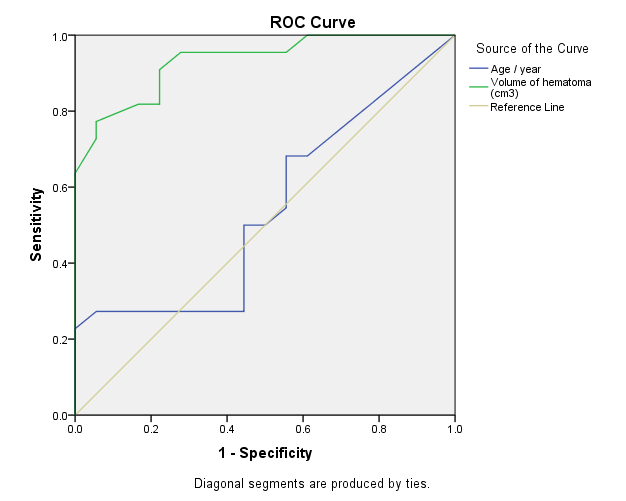 ROC Curve
Source of the Curve
Age / year
Volume of hematoma
(cm3)
Reference Line
Sensitivity
1.0
0.8
0.6
0.4
0.2
0.0
0.0 0.2 0.4 0.6 0.8 1.0
1 - Specificity
Diagonal segments are produced by ties.